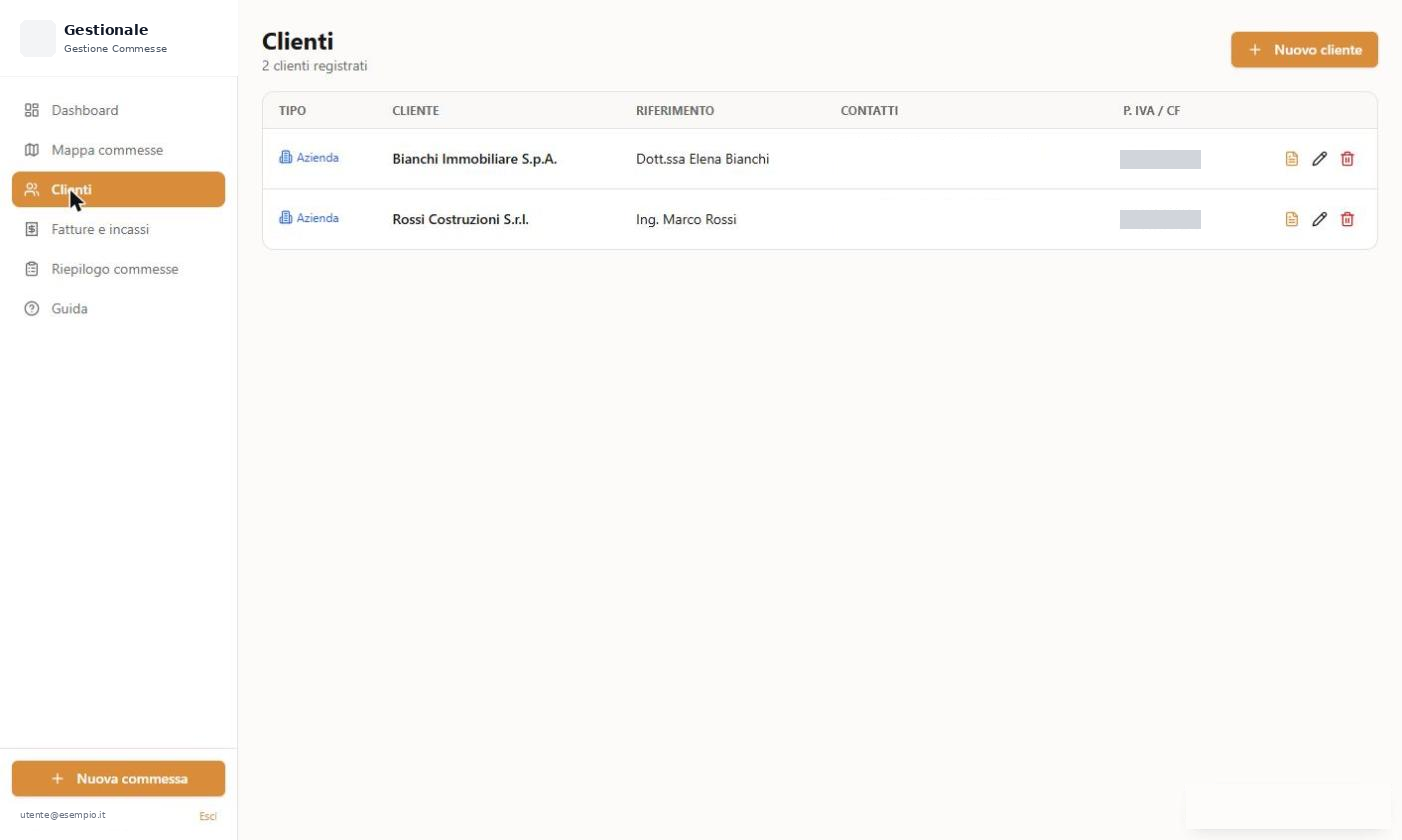 Gestionale
Gestione Commesse
Dashboard
Mappa commesse
Clienti
Fatture e incassi
Riepilogo commesse
Guida
Nuova commessa
utente@esempio.it
Esci
Clienti
2 clienti registrati
Nuovo cliente
TIPO CLIENTE RIFERIMENTO CONTATTI P. IVA / CF
Azienda Bianchi Immobiliare S.p.A. Dott.ssa Elena Bianchi
Azienda Rossi Costruzioni S.r.l. Ing. Marco Rossi